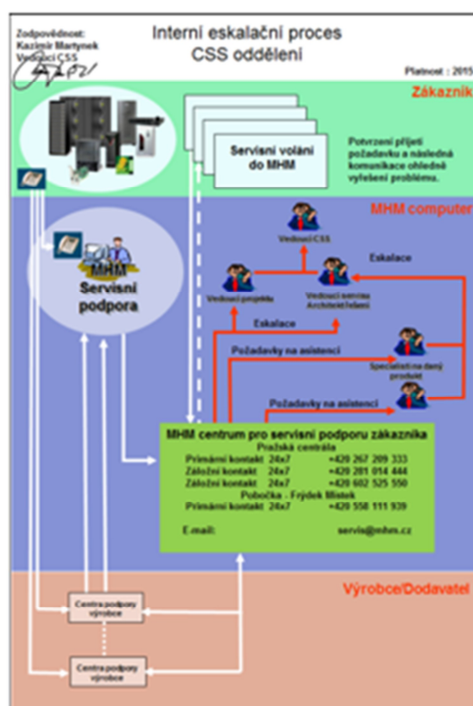 Zodpovědnost:
Kazimír Martynek
Vedoucí CSS
Interní eskalační proces
CSS oddělení
Platnost : 2015
Zákazník
Servisní volání
do MHM
Potvrzení přijetí
požadavku a následná
komunikace ohledně
vyřešení problému.
MHM computer
Vedoucí CSS
MHM
Servisní
podpora
Eskalace
Vedoucí projektu
Vedoucí servisu
Architekt řešení
Eskalace
Požadavky na asistenci
Specialisti na daný
produkt
Požadavky na asistenci
MHM centrum pro servisní podporu zákazníka
Pražská centrála
Primární kontakt 24x7 +420 267 209 333
Záložní kontakt 24x7 +420 281 014 444
Záložní kontakt 24x7 +420 602 525 550
Pobočka - Frýdek Místek
Primární kontakt 24x7 +420 558 111 939
E-mail: servis@mhm.cz
Výrobce/Dodavatel
Centra podpory
výrobce
Centra podpory
výrobce